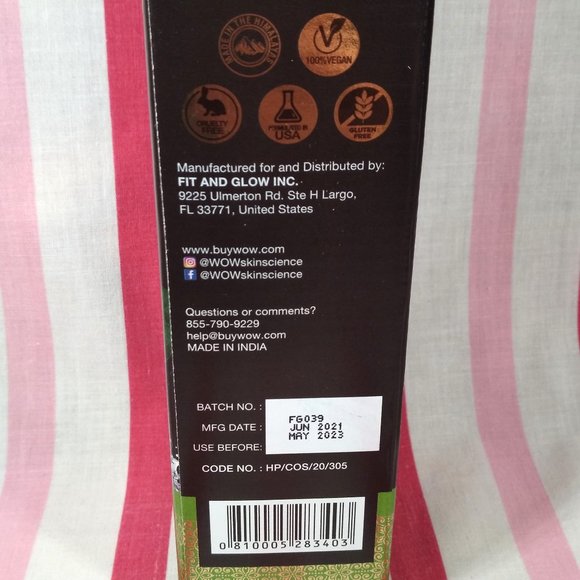 MADE IN THE HIMALAYAS
100% VEGAN
CRUELTY
FREE
FORMULATED IN
USA
GLUTEN
FREE
Manufactured for and Distributed by:
FIT AND GLOW INC.
9225 Ulmerton Rd. Ste H Largo,
FL 33771, United States
www.buywow.com
@WOWskinscience
@WOWskinscience
Questions or comments?
855-790-9229
help@buywow.com
MADE IN INDIA
BATCH NO. : FG039
MFG DATE : JUN 2021
USE BEFORE: MAY 2023
CODE NO. : HP/COS/20/305
0 810005 283403